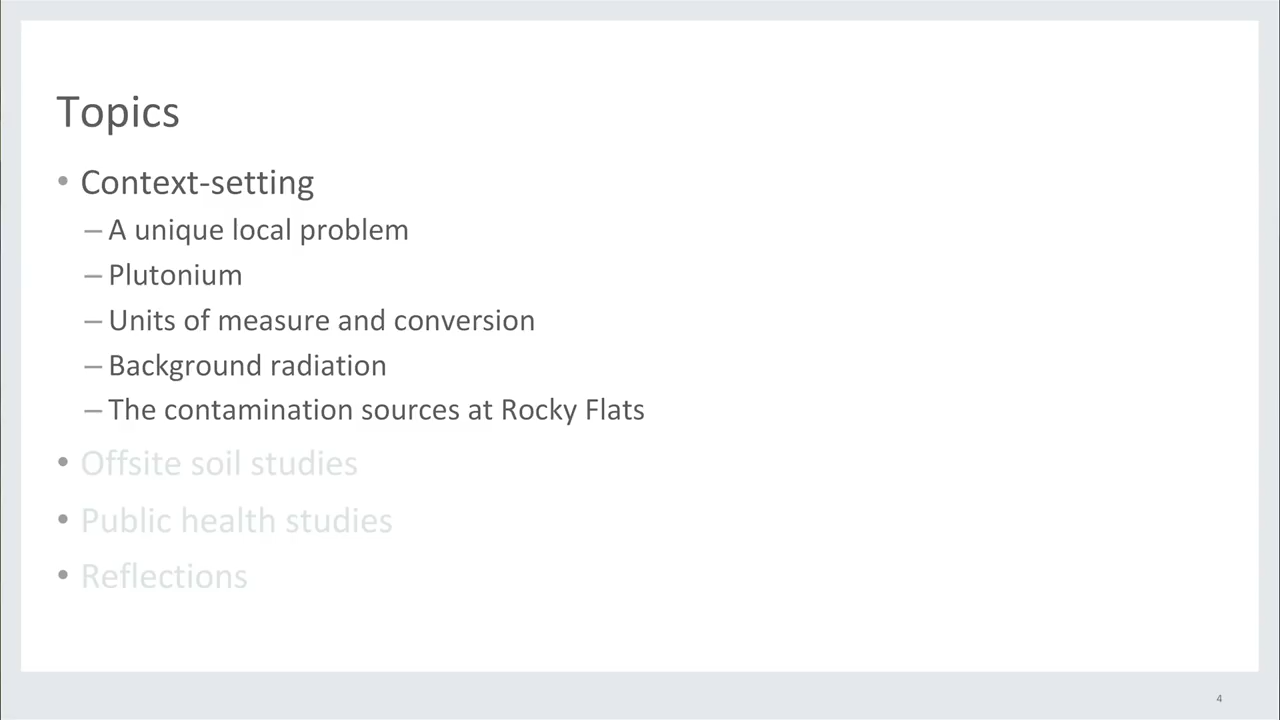 Topics
• Context-setting
– A unique local problem
– Plutonium
– Units of measure and conversion
– Background radiation
– The contamination sources at Rocky Flats
• Offsite soil studies
• Public health studies
• Reflections
4